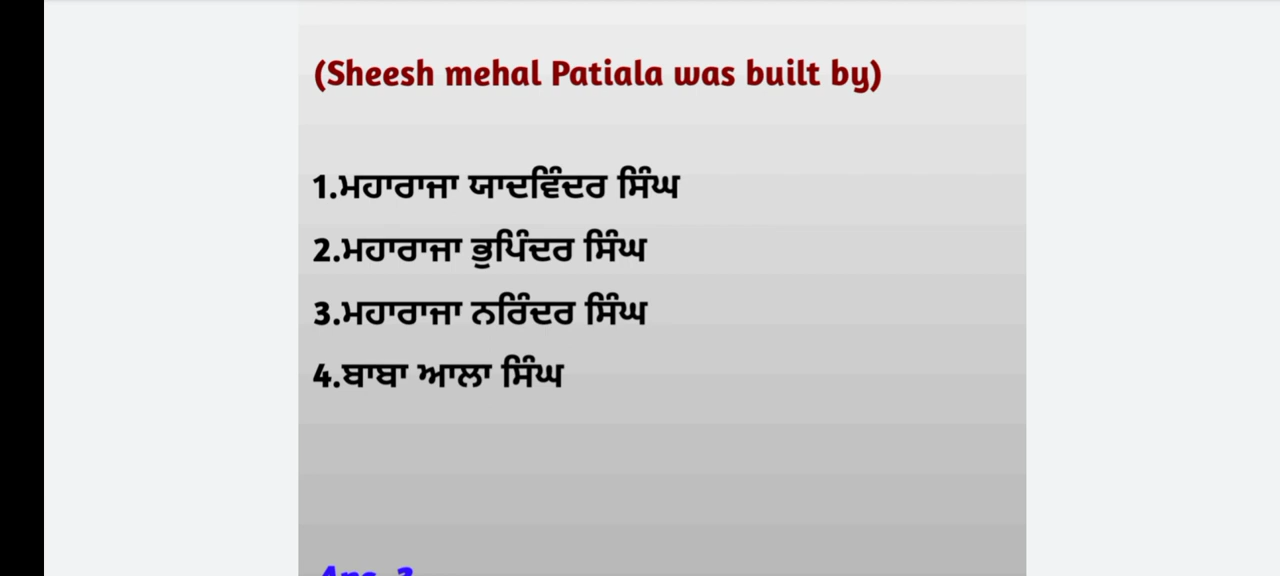 (Sheesh mehal Patiala was built by)
1.ਮਹਾਰਾਜਾ ਯਾਦਵਿੰਦਰ ਸਿੰਘ
2.ਮਹਾਰਾਜਾ ਭੁਪਿੰਦਰ ਸਿੰਘ
3.ਮਹਾਰਾਜਾ ਨਰਿੰਦਰ ਸਿੰਘ
4.ਬਾਬਾ ਆਲਾ ਸਿੰਘ